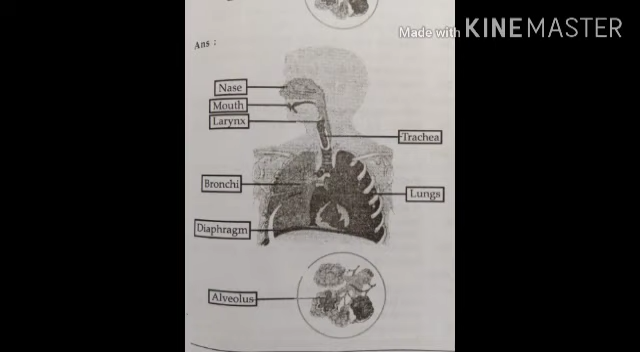 Made with KINEMASTER
Ans :
Nase
Mouth
Larynx
Trachea
Bronchi
Lungs
Diaphragm
Alveolus